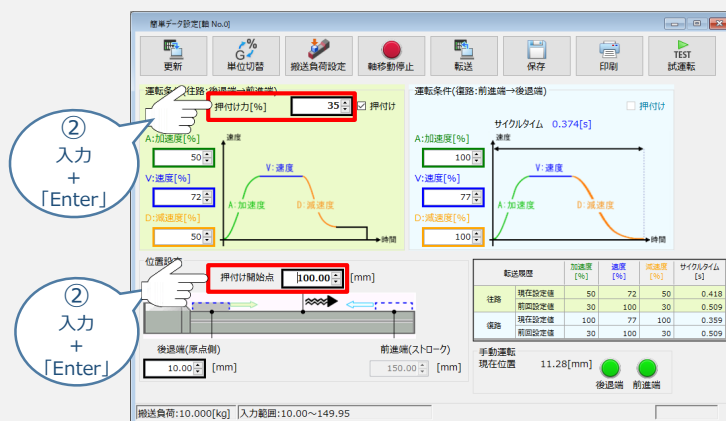 簡単データ設定[軸 No.0]
更新
単位切替
搬送負荷設定
軸移動停止
転送
保存
印刷
TEST
試運転
運転条件(往路:後退端→前進端)
押付け力[%] 35 押付け
A:加速度[%]
50
V:速度[%]
72
D:減速度[%]
50
速度
V:速度
A:加速度
D:減速度
時間
運転条件(復路:前進端→後退端)
押付け
サイクルタイム 0.374[s]
A:加速度[%]
100
V:速度[%]
77
D:減速度[%]
100
速度
V:速度
A:加速度
D:減速度
時間
②
入力
+
「Enter」
位置設定
押付け開始点 100.00 [mm]
後退端(原点側)
10.00 [mm]
前進端(ストローク)
150.00 [mm]
②
入力
+
「Enter」
転送履歴 加速度[%] 速度[%] 減速度[%] サイクルタイム[s]
往路 現在設定値 50 72 50 0.418
前回設定値 30 100 30 0.509
復路 現在設定値 100 77 100 0.359
前回設定値 30 100 30 0.509
手動運転
現在位置 11.28[mm]
後退端 前進端
搬送負荷:10.000[kg] 入力範囲:10.00～149.95